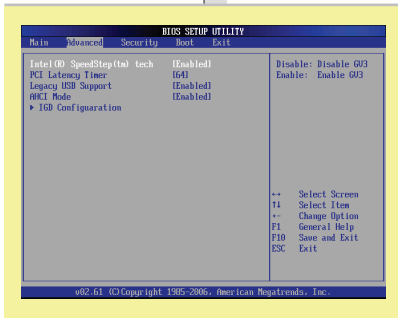 BIOS SETUP UTILITY
Main Advanced Security Boot Exit
Intel(R) SpeedStep(tm) tech [Enabled]
PCI Latency Timer [64]
Legacy USB Support [Enabled]
AHCI Mode [Enabled]
▶ IGD Configuaration
Disable: Disable GV3
Enable: Enable GV3
←→ Select Screen
↑↓ Select Item
+- Change Option
F1 General Help
F10 Save and Exit
ESC Exit
v02.61 (C)Copyright 1985-2006, American Megatrends, Inc.